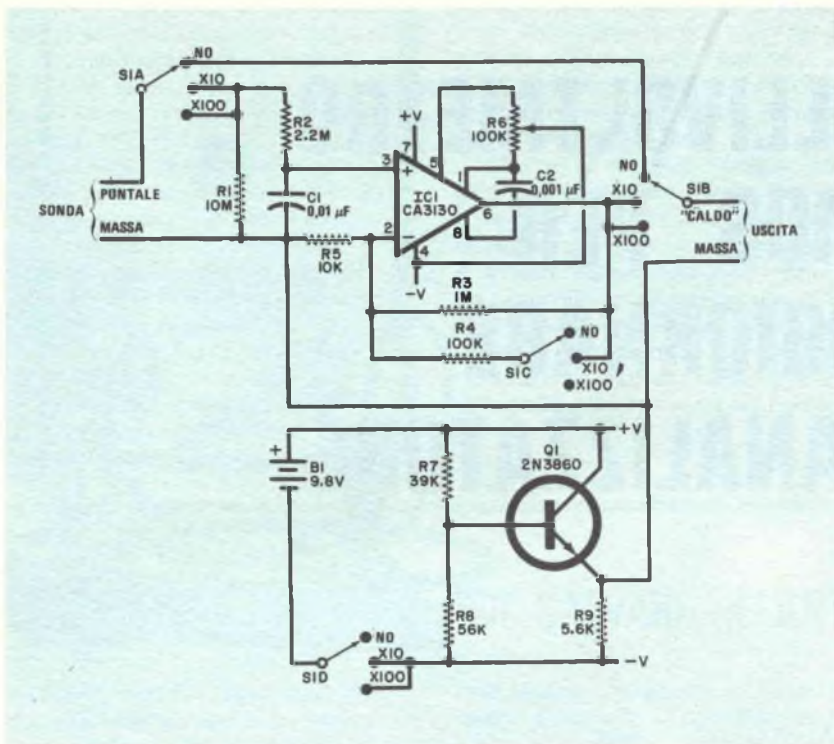 NO
S1A
X10
X100
+V
R2
2.2M
7
5
R6
100K
3
+
1
C2
0,001 µF
NO
X10
S1B
"CALDO"
X100
USCITA
MASSA
SONDA
PUNTALE
MASSA
R1
10M
C1
0,01 µF
IC1
CA3130
6
8
2
–
4
R5
10K
–V
R3
1M
R4
100K
NO
S1C
X10,
X100
+V
+
B1
9.8V
R7
39K
Q1
2N3860
R8
56K
R9
5.6K
NO
S1D
X10
X100
–V